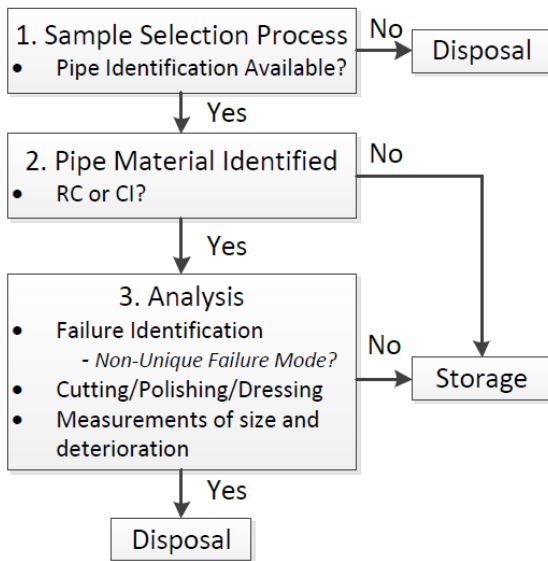 1. Sample Selection Process
• Pipe Identification Available?
No
Disposal
Yes
2. Pipe Material Identified
• RC or CI?
No
Yes
3. Analysis
• Failure Identification
- Non-Unique Failure Mode?
• Cutting/Polishing/Dressing
• Measurements of size and
deterioration
No
Storage
Yes
Disposal